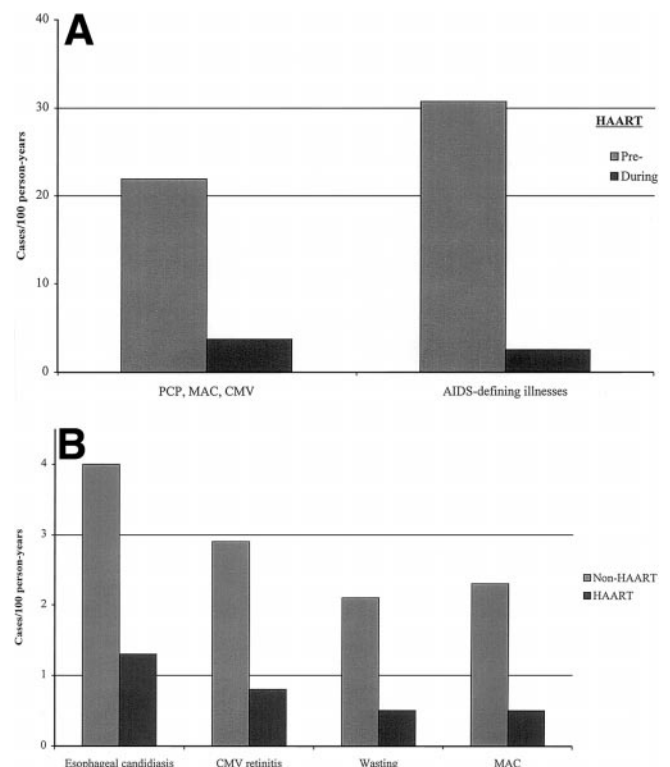 A
40
30
20
10
0
Cases/100 person-years
HAART
Pre-
During
PCP, MAC, CMV
AIDS-defining illnesses
B
4
3
2
1
0
Cases/100 person-years
Non-HAART
HAART
Esophageal candidiasis
CMV retinitis
Wasting
MAC